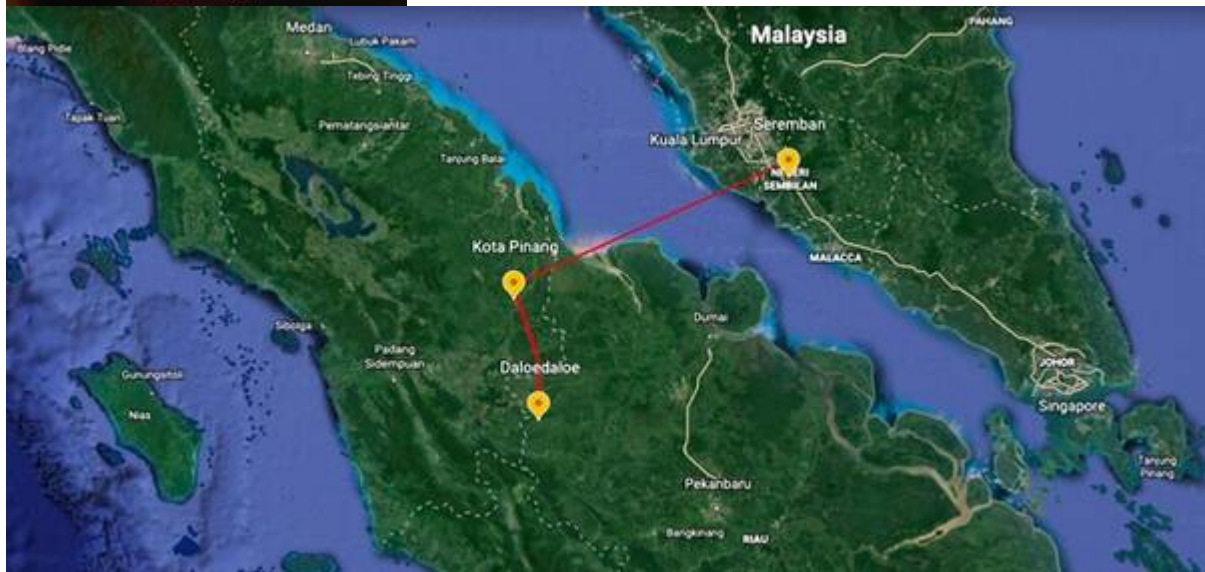 PAHANG
Medan
Malaysia
Lubuk Pakam
Blang Pidie
Tebing Tinggi
Tapak Tuan
Pematangsiantar
Seremban
Kuala Lumpur
Tanjung Balai
NEGERI
SEMBILAN
Kota Pinang
MALACCA
Sibolga
Dumai
Padang
Sidempuan
Daloedaloe
JOHOR
Gunungsitoli
Singapore
Nias
Tanjung
Pinang
Pekanbaru
Bangkinang
RIAU